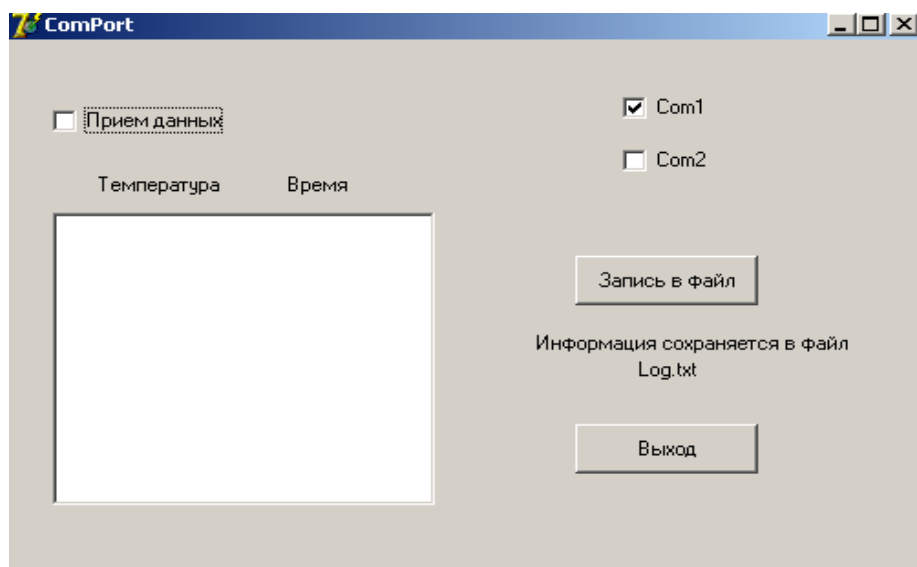 ComPort
Прием данных
Com1
Com2
Температура Время
Запись в файл
Информация сохраняется в файл
Log.txt
Выход